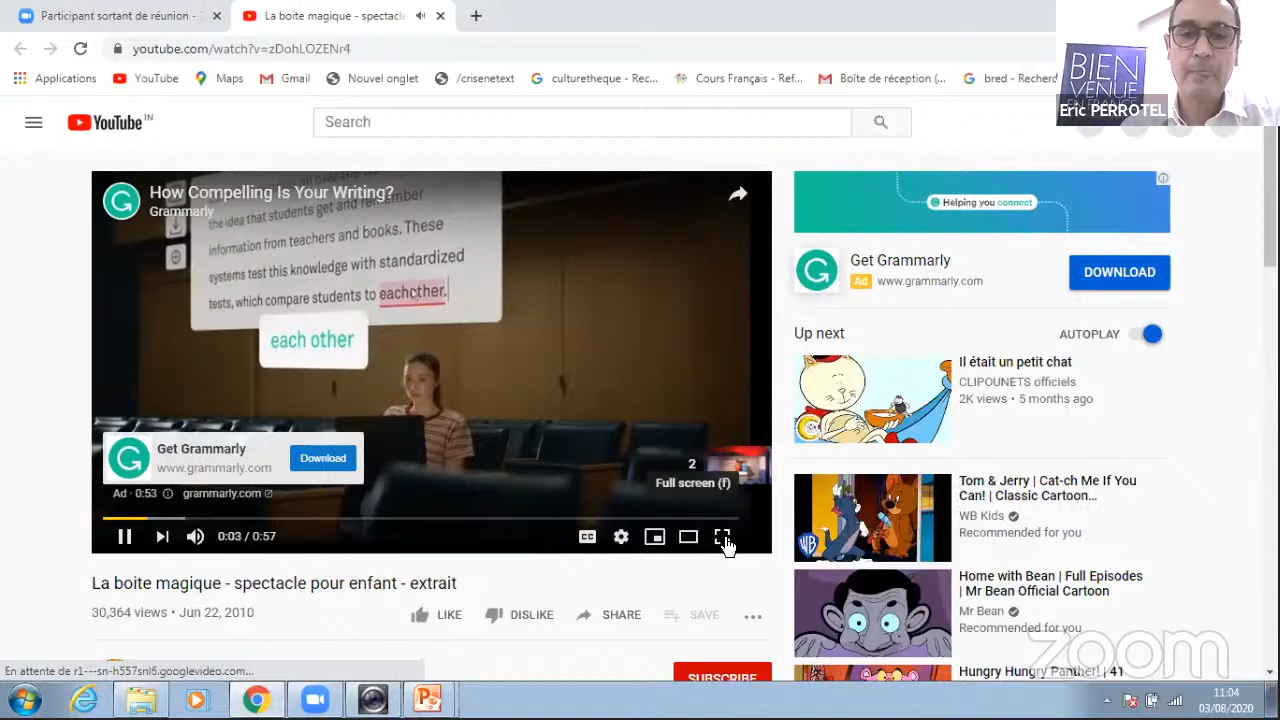 Participant sortant de réunion -
La boite magique - spectacle
youtube.com/watch?v=zDohLOZENr4
Applications
YouTube
Maps
Gmail
Nouvel onglet
/crisenetext
culturetheque - Rec...
Cours Français - Ref...
Boîte de réception (...
bred - Recherc
BIEN
VENUE
EN FRANCE
Eric PERROTEL
YouTube IN
Search
How Compelling Is Your Writing?
Grammarly
the idea that students get and remember
information from teachers and books. These
systems test this knowledge with standardized
tests, which compare students to eachother.
each other
Get Grammarly
www.grammarly.com
Download
Ad · 0:53
grammarly.com
2
Full screen (f)
0:03 / 0:57
CC
La boite magique - spectacle pour enfant - extrait
30,364 views • Jun 22, 2010
LIKE
DISLIKE
SHARE
SAVE
SUBSCRIBE
Helping you connect
Get Grammarly
Ad www.grammarly.com
DOWNLOAD
Up next
AUTOPLAY
Il était un petit chat
CLIPOUNETS officiels
2K views • 5 months ago
Tom & Jerry | Cat-ch Me If You
Can! | Classic Cartoon...
WB Kids
Recommended for you
Home with Bean | Full Episodes
| Mr Bean Official Cartoon
Mr Bean
Recommended for you
Hungry Hungry Panther! | 41
zoom
En attente de r1---sn-h557snl6.googlevideo.com...
11:04
03/08/2020